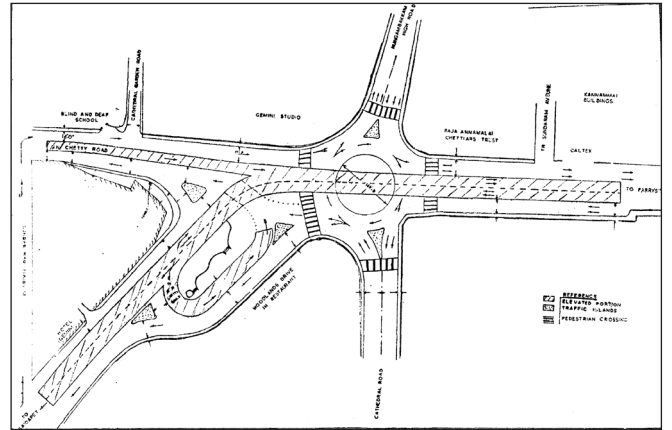 NUNGAMBAKKAM
HIGH ROAD
CATHEDRAL GARDEN ROAD
BLIND AND DEAF
SCHOOL
GEMINI STUDIO
RAJA ANNAMALAI
CHETTIARS TRUST
TO SUNDARAM AVENUE
KANNAMMAI
BUILDINGS
CALTEX
G.N. CHETTY ROAD
TO PARRYS
WOODLANDS DRIVE
IN RESTAURANT
CATHEDRAL ROAD
REFERENCE
ELEVATED PORTION
TRAFFIC ISLANDS
PEDESTRIAN CROSSING
TO